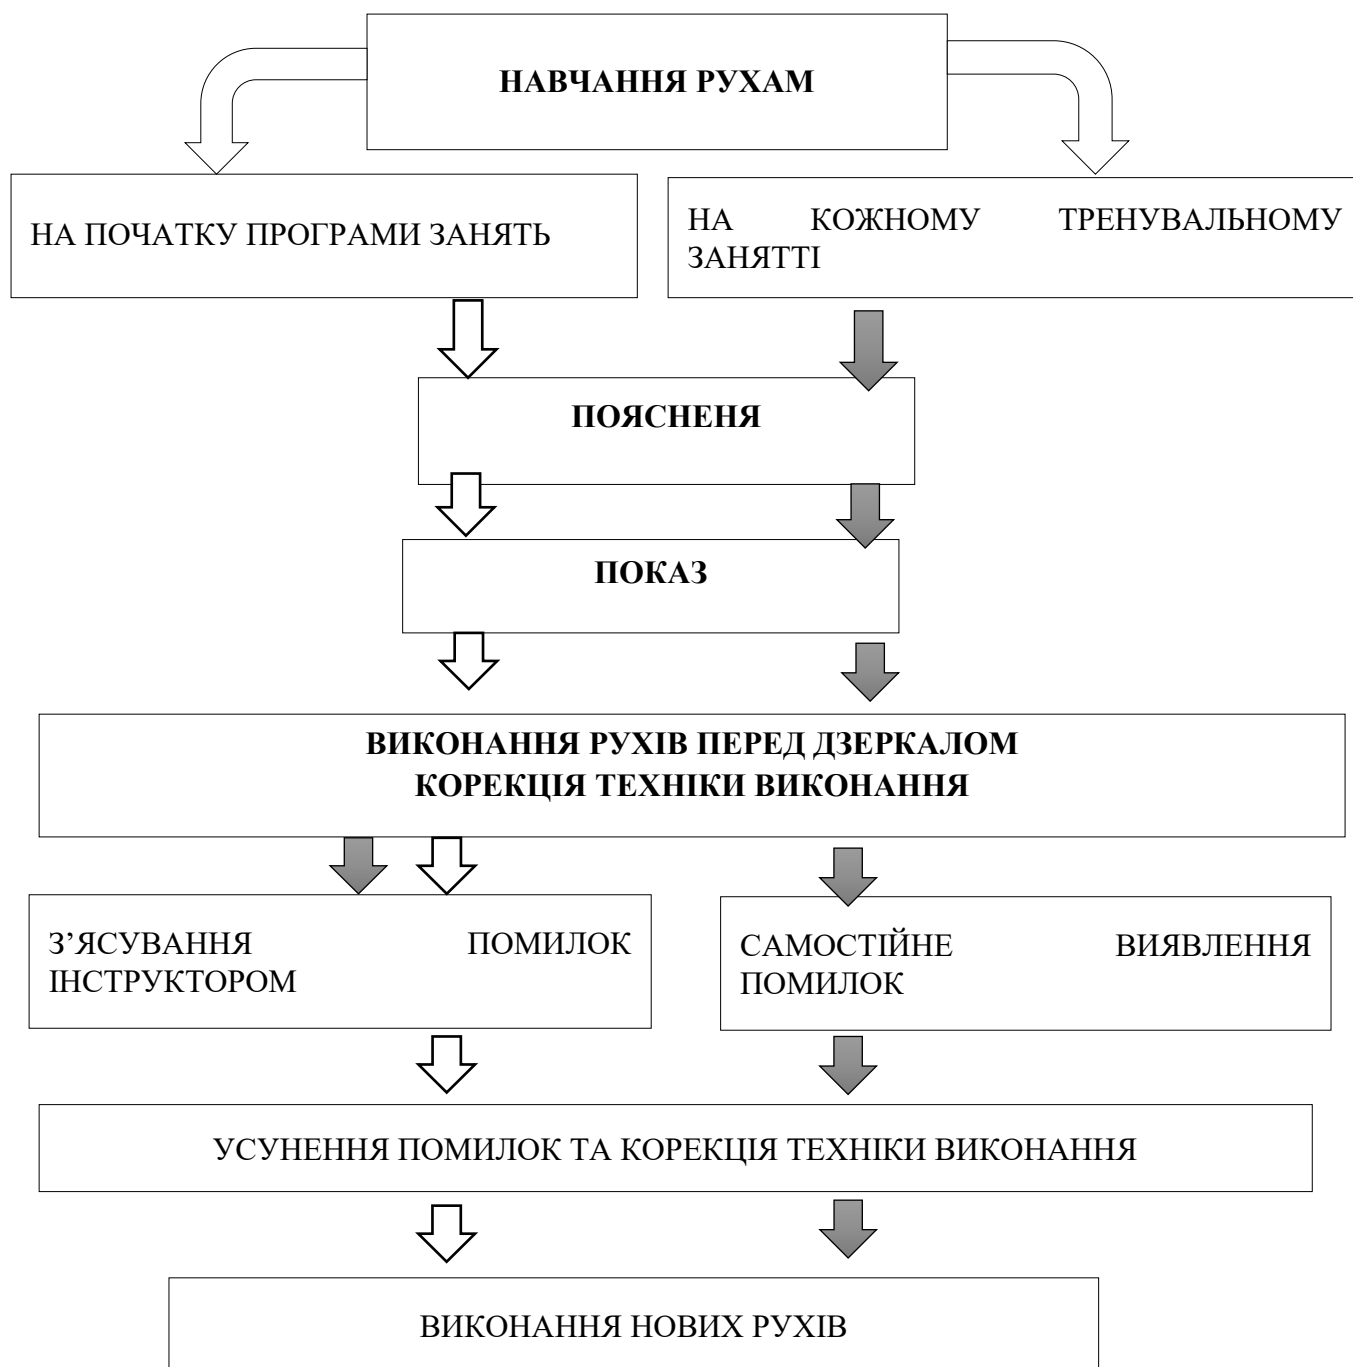 НАВЧАННЯ РУХАМ
НА ПОЧАТКУ ПРОГРАМИ ЗАНЯТЬ
НА КОЖНОМУ ТРЕНУВАЛЬНОМУ
ЗАНЯТТІ
ПОЯСНЕНЯ
ПОКАЗ
ВИКОНАННЯ РУХІВ ПЕРЕД ДЗЕРКАЛОМ
КОРЕКЦІЯ ТЕХНІКИ ВИКОНАННЯ
З’ЯСУВАННЯ ПОМИЛОК
ІНСТРУКТОРОМ
САМОСТІЙНЕ ВИЯВЛЕННЯ
ПОМИЛОК
УСУНЕННЯ ПОМИЛОК ТА КОРЕКЦІЯ ТЕХНІКИ ВИКОНАННЯ
ВИКОНАННЯ НОВИХ РУХІВ